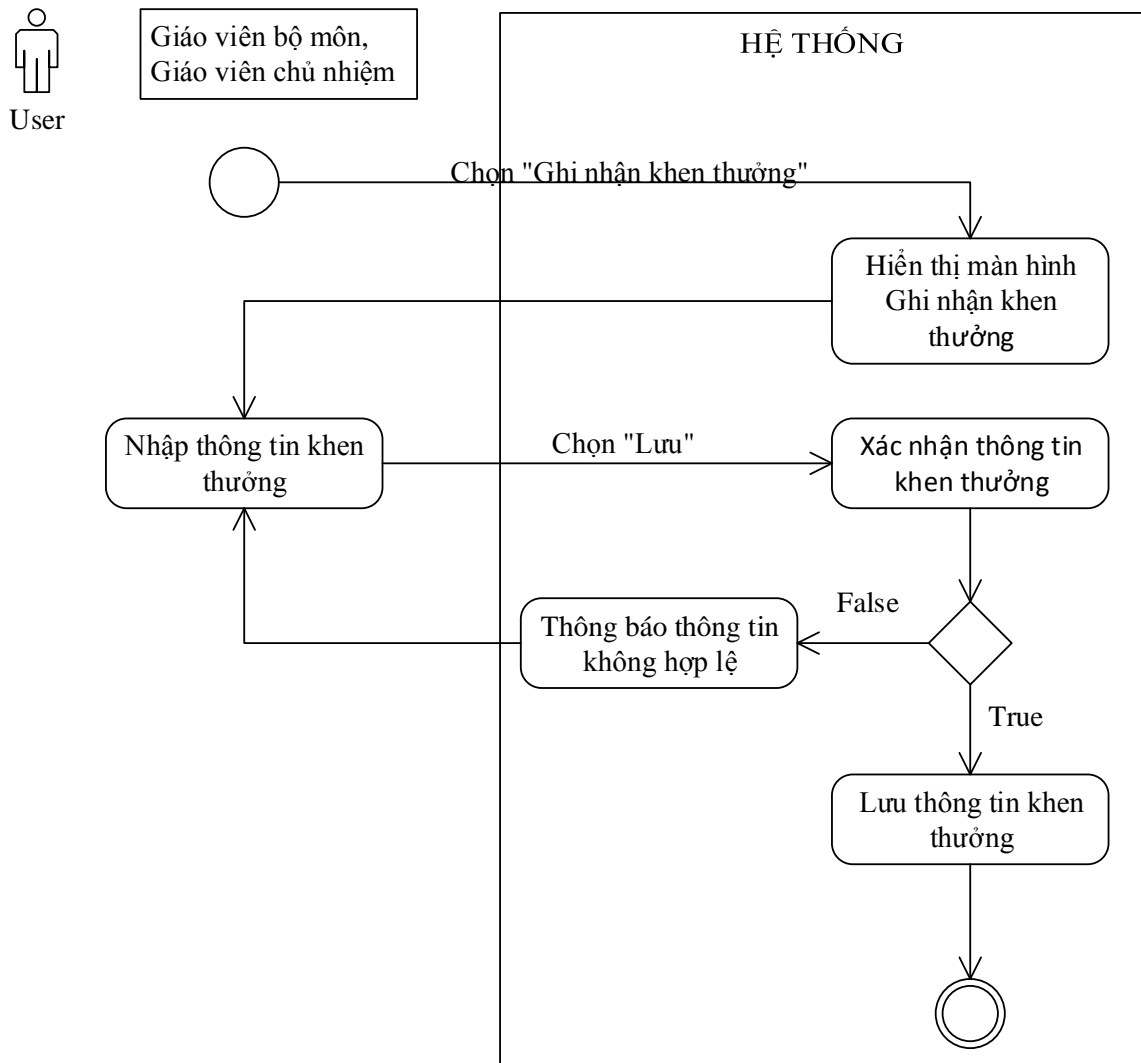 User
Giáo viên bộ môn,
Giáo viên chủ nhiệm
HỆ THỐNG
Chọn "Ghi nhận khen thưởng"
Hiển thị màn hình
Ghi nhận khen
thưởng
Nhập thông tin khen
thưởng
Chọn "Lưu"
Xác nhận thông tin
khen thưởng
False
Thông báo thông tin
không hợp lệ
True
Lưu thông tin khen
thưởng